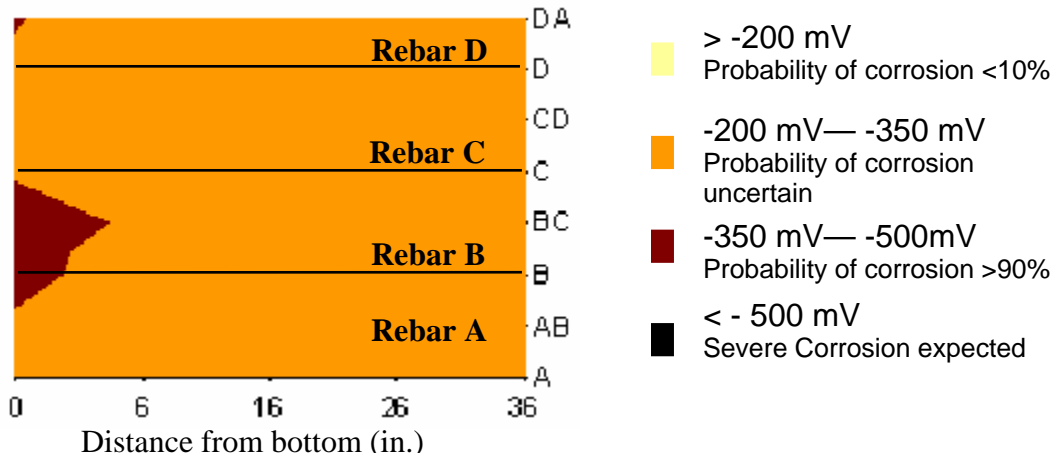 DA
Rebar D
D
CD
Rebar C
C
BC
Rebar B
B
Rebar A
AB
A
0 6 16 26 36
Distance from bottom (in.)
> -200 mV
Probability of corrosion <10%
-200 mV— -350 mV
Probability of corrosion
uncertain
-350 mV— -500mV
Probability of corrosion >90%
< - 500 mV
Severe Corrosion expected